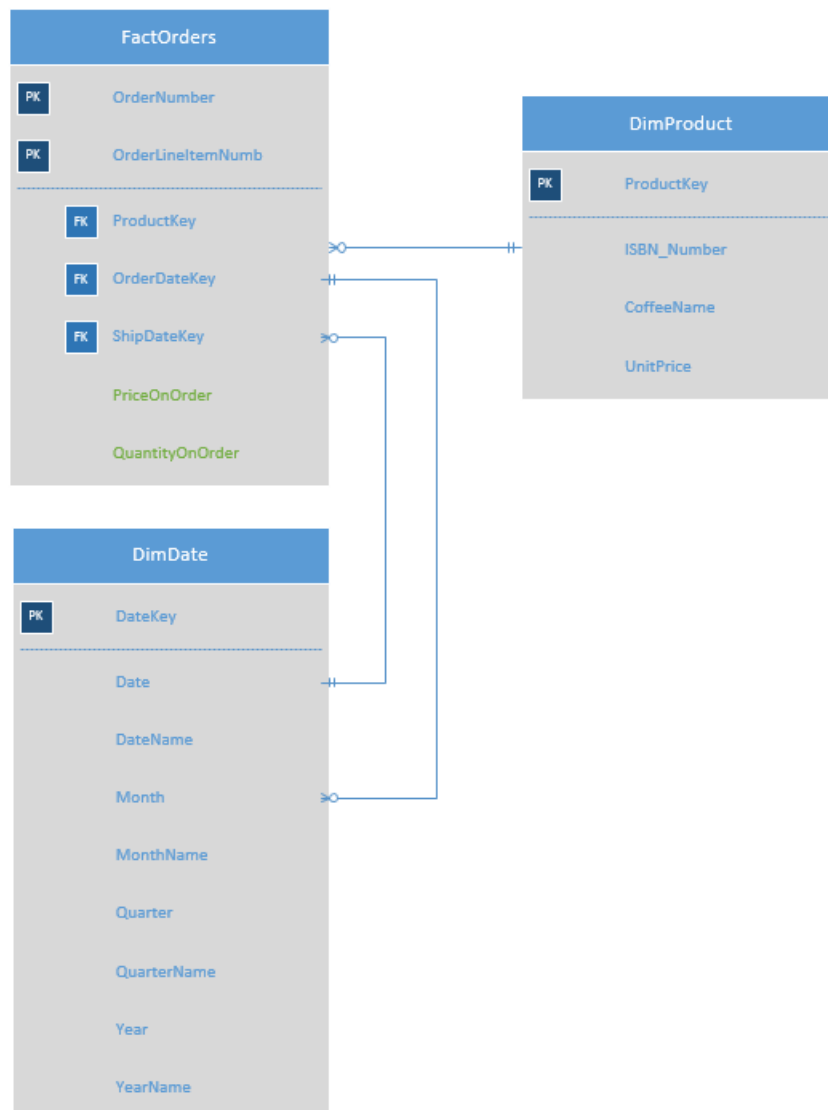 FactOrders
PK OrderNumber
PK OrderLineItemNumb
FK ProductKey
FK OrderDateKey
FK ShipDateKey
PriceOnOrder
QuantityOnOrder
DimProduct
PK ProductKey
ISBN_Number
CoffeeName
UnitPrice
DimDate
PK DateKey
Date
DateName
Month
MonthName
Quarter
QuarterName
Year
YearName